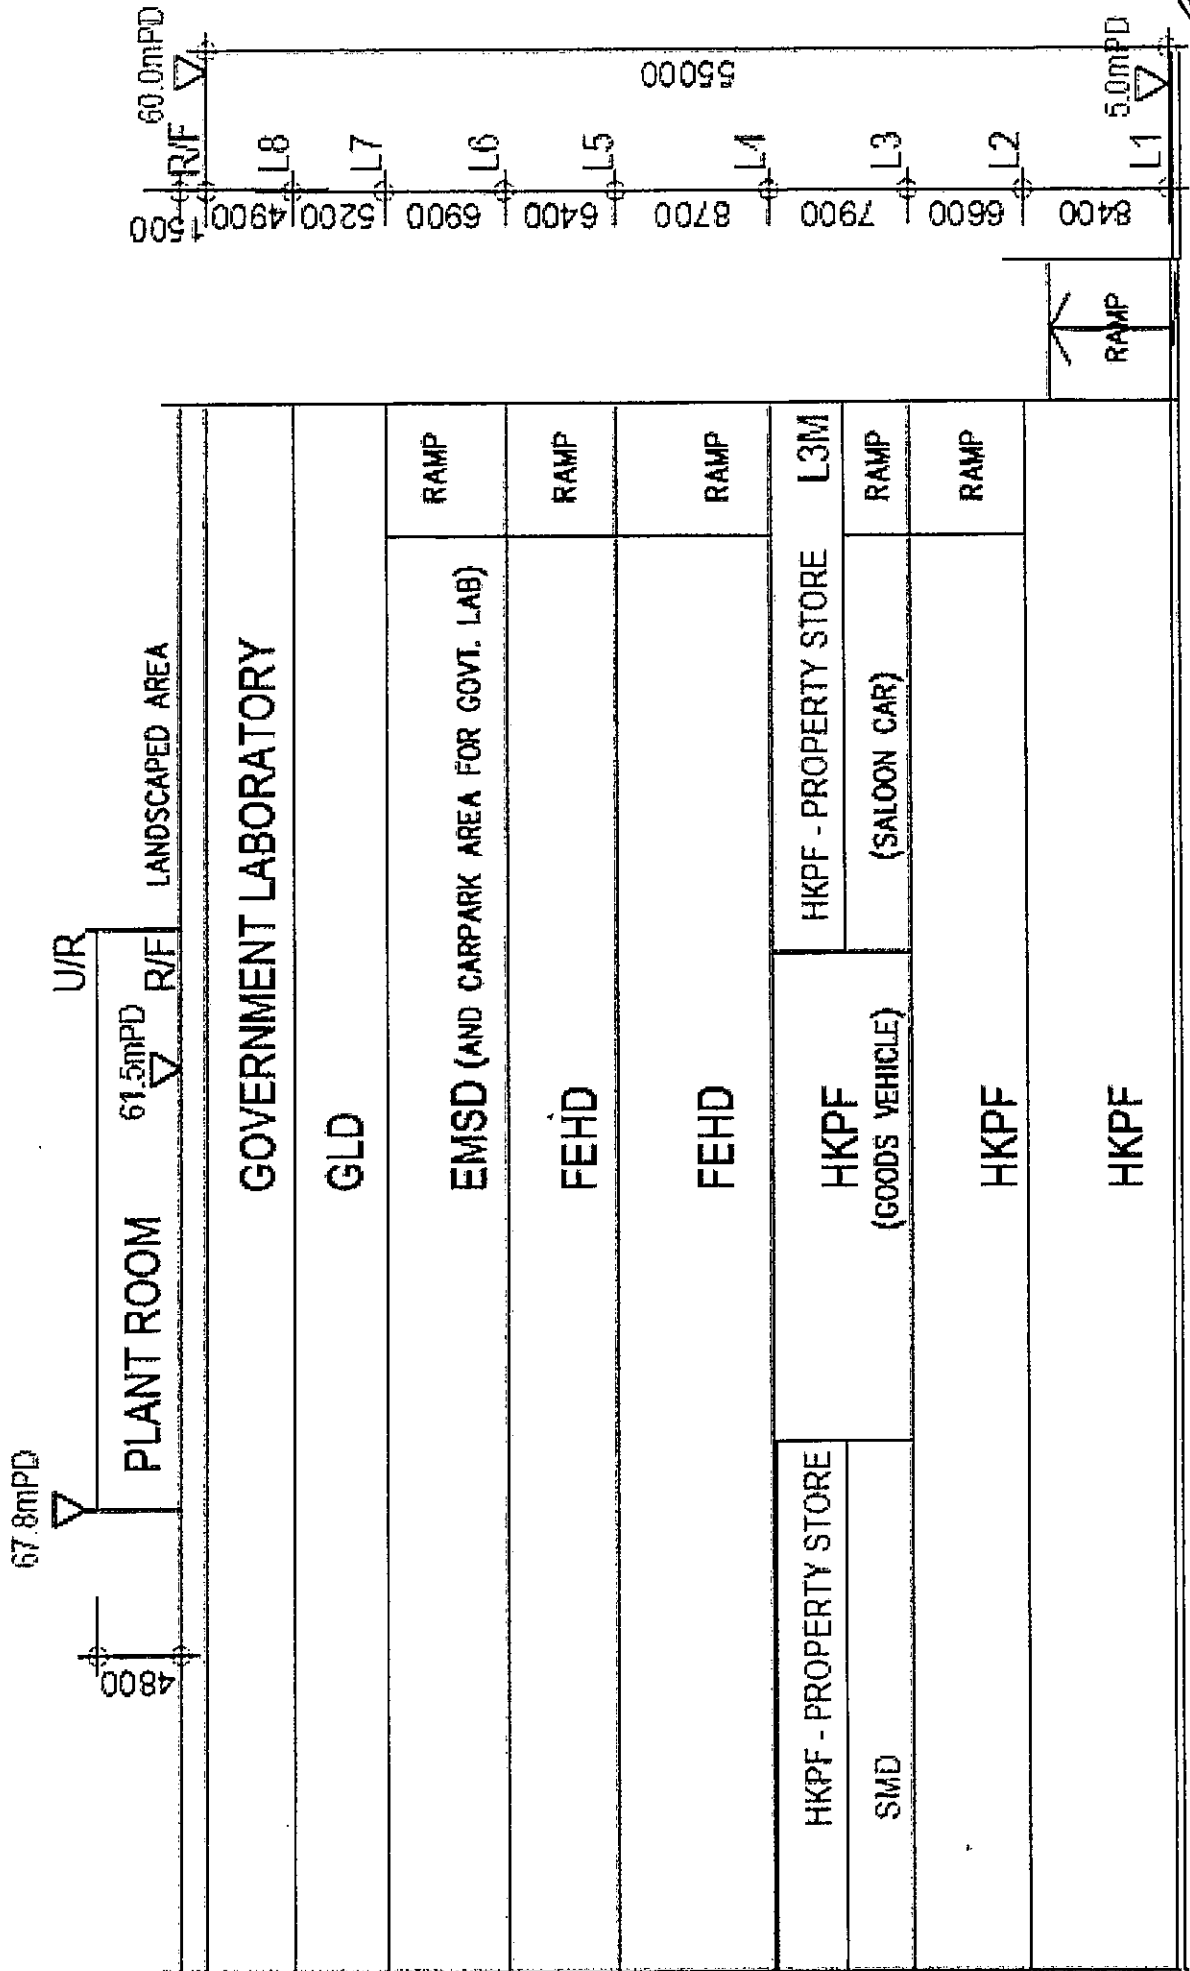 67.8mPD
U/R
60.0mPD
4800
PLANT ROOM
61.5mPD
R/F
LANDSCAPED AREA
1500
R/F
GOVERNMENT LABORATORY
4900
L8
GLD
5200
L7
EMSD (AND CARPARK AREA FOR GOVT. LAB)
RAMP
6900
L6
FEHD
RAMP
6400
L5
55000
FEHD
RAMP
8700
L4
HKPF - PROPERTY STORE
SMD
HKPF
(GOODS VEHICLE)
HKPF - PROPERTY STORE L3M
(SALOON CAR)
RAMP
7900
L3
HKPF
RAMP
6600
L2
HKPF
RAMP
8400
L1
5.0mPD